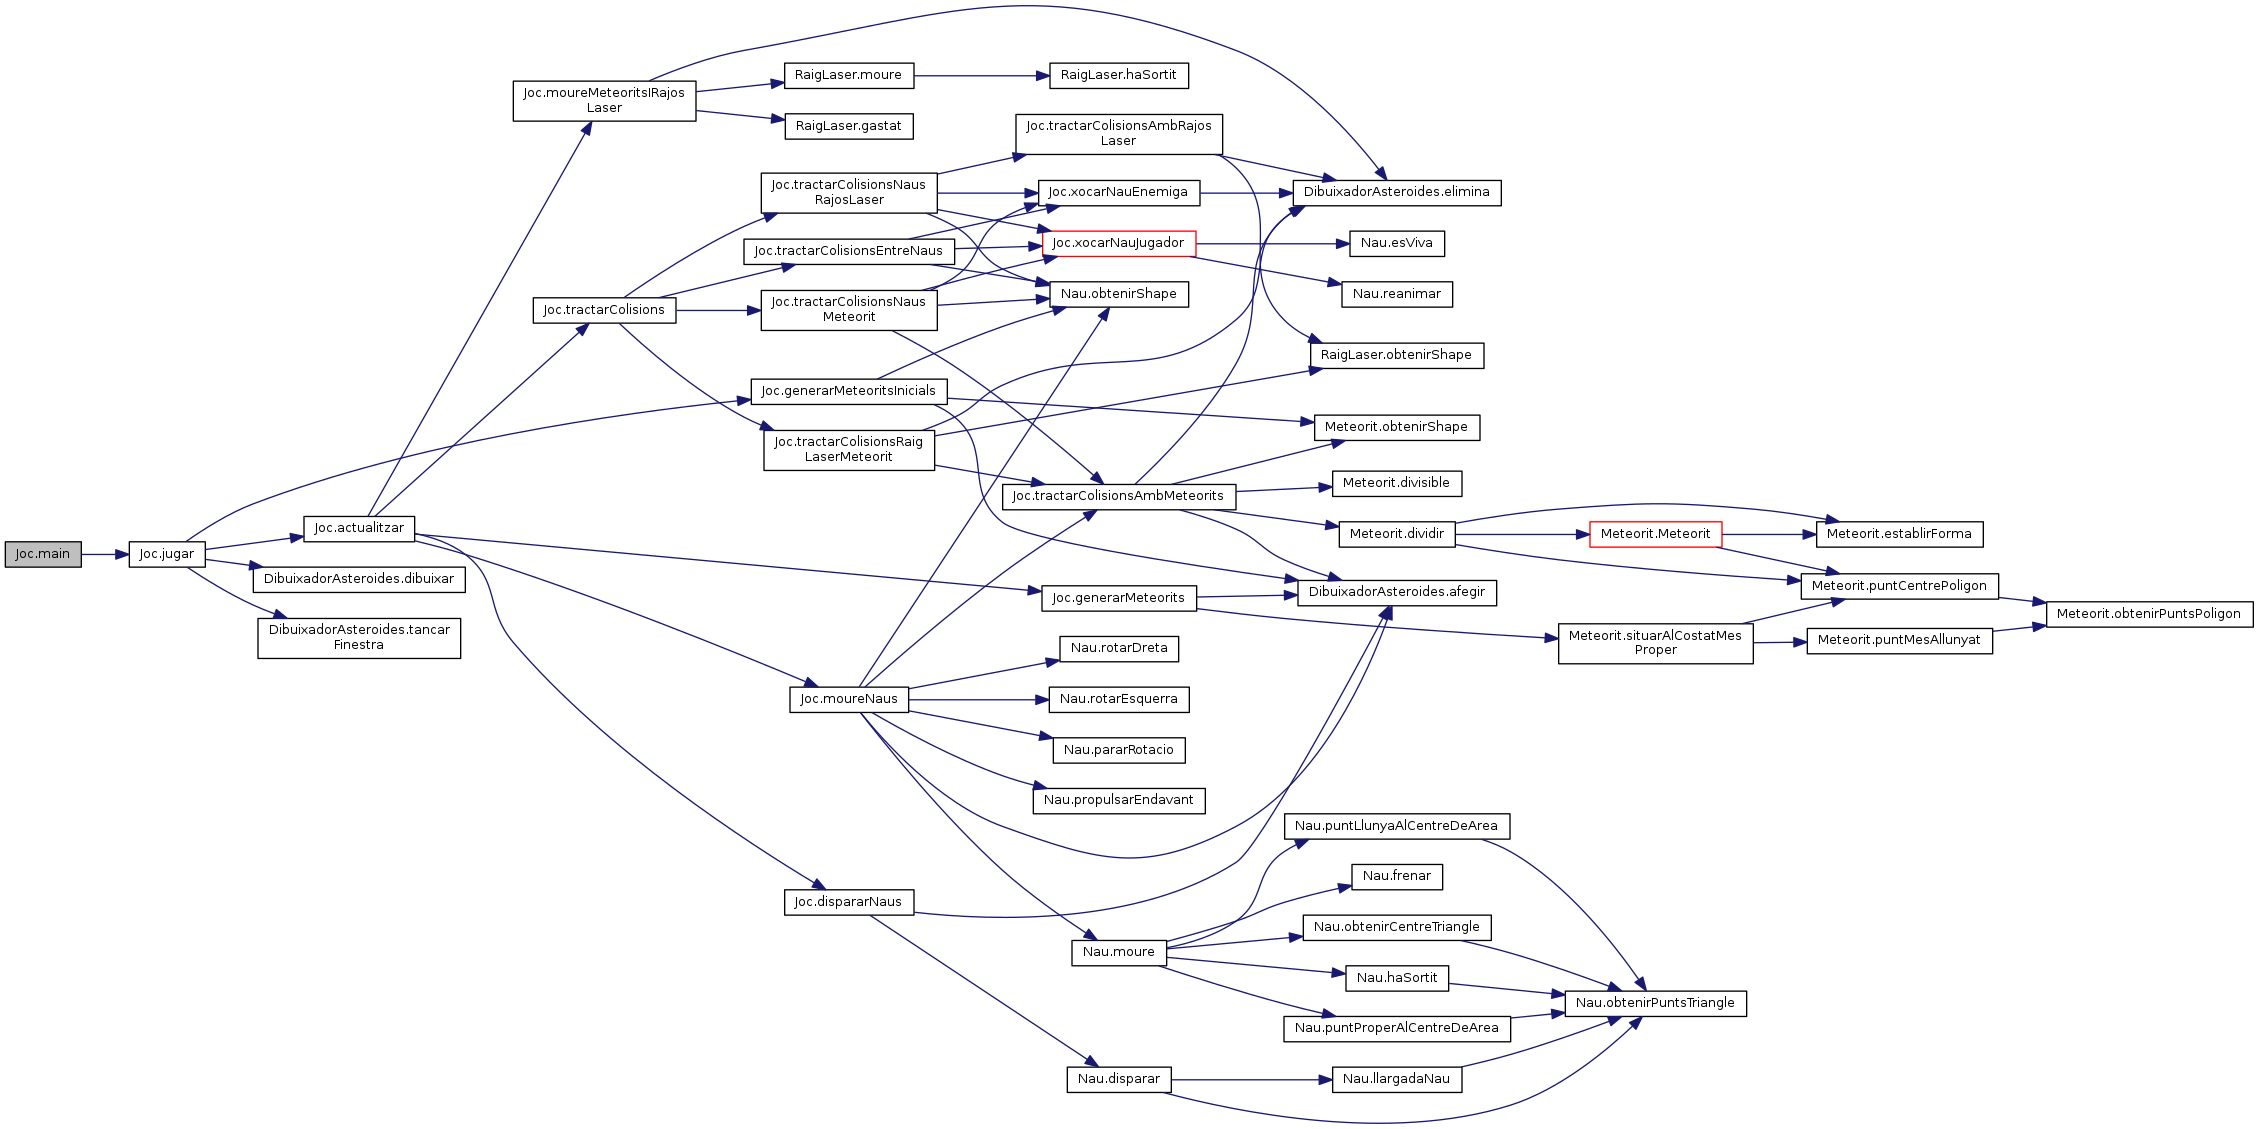 Joc.main
Joc.jugar
Joc.actualitzar
DibuixadorAsteroides.dibuixar
DibuixadorAsteroides.tancar
Finestra
Joc.moureMeteoritsIRajos
Laser
Joc.tractarColisions
RaigLaser.moure
RaigLaser.gastat
Joc.tractarColisionsNaus
RajosLaser
Joc.tractarColisionsEntreNaus
Joc.tractarColisionsNaus
Meteorit
Joc.generarMeteoritsInicials
Joc.tractarColisionsRaig
LaserMeteorit
Joc.moureNaus
Joc.dispararNaus
RaigLaser.haSortit
Joc.tractarColisionsAmbRajos
Laser
Joc.xocarNauEnemiga
Joc.xocarNauJugador
Nau.obtenirShape
Joc.tractarColisionsAmbMeteorits
Joc.generarMeteorits
Nau.rotarDreta
Nau.rotarEsquerra
Nau.pararRotacio
Nau.propulsarEndavant
Nau.moure
Nau.disparar
DibuixadorAsteroides.elimina
Nau.esViva
Nau.reanimar
RaigLaser.obtenirShape
Meteorit.obtenirShape
Meteorit.divisible
Meteorit.dividir
DibuixadorAsteroides.afegir
Nau.puntLlunyaAlCentreDeArea
Nau.frenar
Nau.obtenirCentreTriangle
Nau.haSortit
Nau.puntProperAlCentreDeArea
Nau.llargadaNau
Meteorit.Meteorit
Meteorit.situarAlCostatMes
Proper
Nau.obtenirPuntsTriangle
Meteorit.establirForma
Meteorit.puntCentrePoligon
Meteorit.puntMesAllunyat
Meteorit.obtenirPuntsPoligon